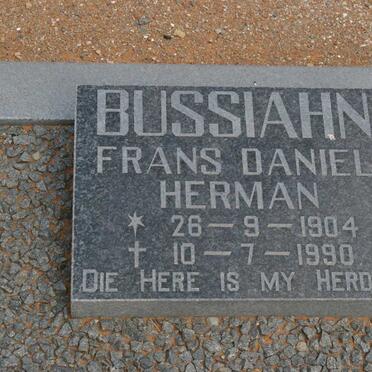 BUSSIAHN
FRANS DANIEL
HERMAN
* 26-9-1904
† 10-7-1990
DIE HERE IS MY HERD